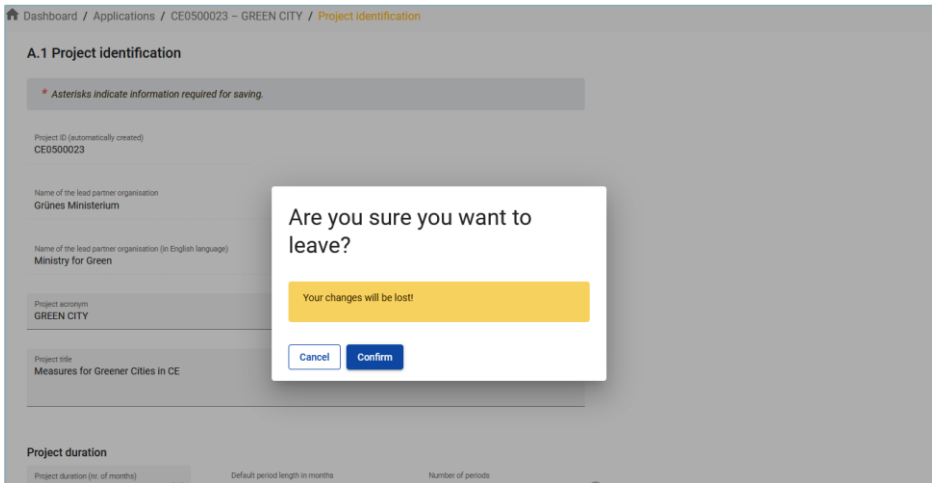 Dashboard / Applications / CE0500023 – GREEN CITY / Project identification
A.1 Project identification
* Asterisks indicate information required for saving.
Project ID (automatically created)
CE0500023
Name of the lead partner organisation
Grünes Ministerium
Name of the lead partner organisation (in English language)
Ministry for Green
Project acronym
GREEN CITY
Project title
Measures for Greener Cities in CE
Are you sure you want to
leave?
Your changes will be lost!
Cancel Confirm
Project duration
Project duration (nr. of months) Default period length in months Number of periods